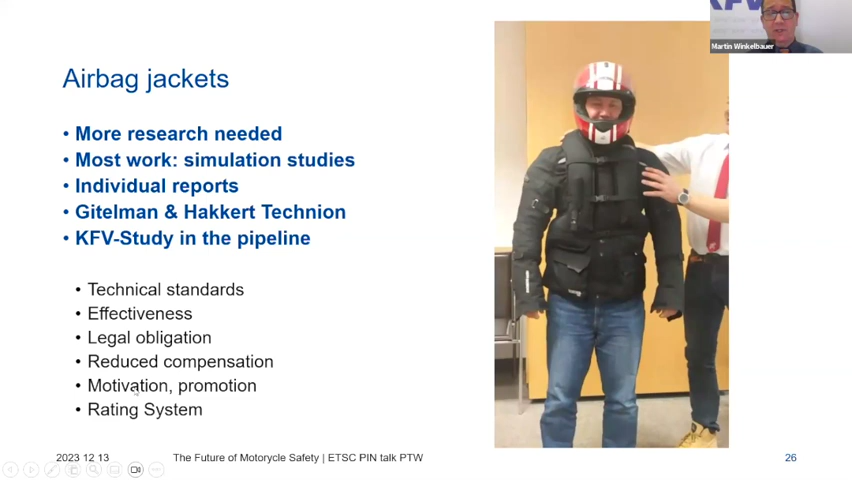 KFV
Martin Winkelbauer
Airbag jackets
• More research needed
• Most work: simulation studies
• Individual reports
• Gitelman & Hakkert Technion
• KFV-Study in the pipeline
• Technical standards
• Effectiveness
• Legal obligation
• Reduced compensation
• Motivation, promotion
• Rating System
2023 12 13
The Future of Motorycle Safety | ETSC PIN talk PTW
26